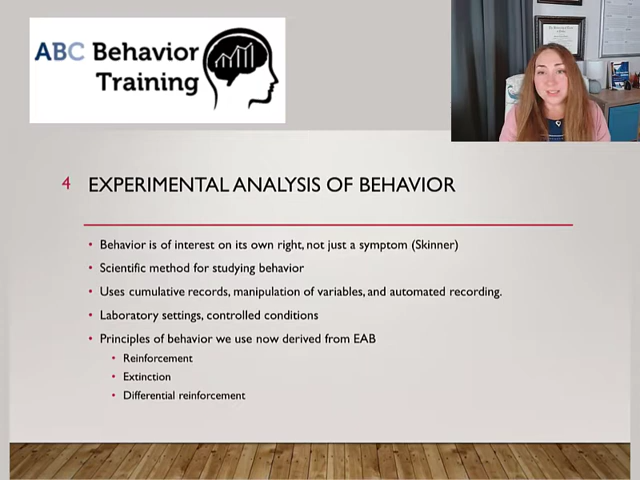 ABC Behavior
Training
4 EXPERIMENTAL ANALYSIS OF BEHAVIOR
• Behavior is of interest on its own right, not just a symptom (Skinner)
• Scientific method for studying behavior
• Uses cumulative records, manipulation of variables, and automated recording.
• Laboratory settings, controlled conditions
• Principles of behavior we use now derived from EAB
• Reinforcement
• Extinction
• Differential reinforcement